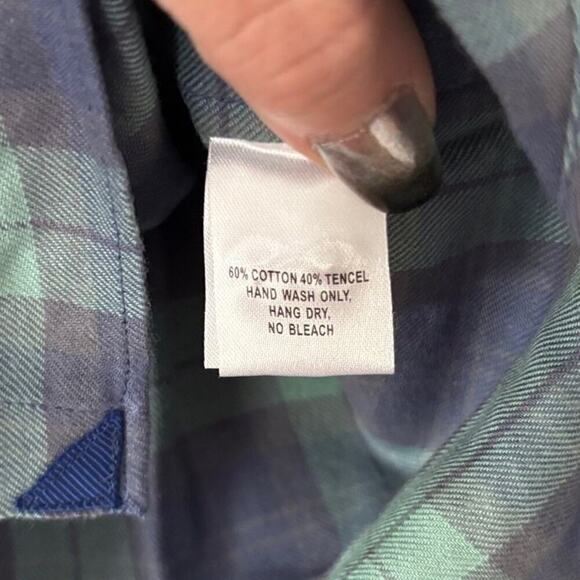 60% COTTON 40% TENCEL
HAND WASH ONLY,
HANG DRY,
NO BLEACH